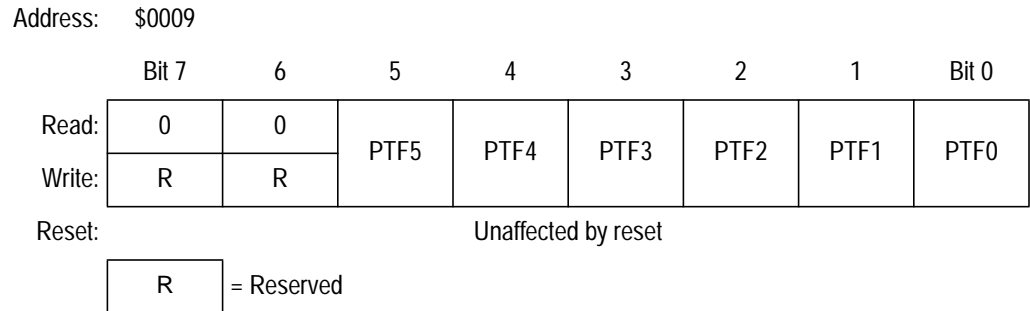 Address: $0009
Bit 7 6 5 4 3 2 1 Bit 0
Read: 0 0 PTF5 PTF4 PTF3 PTF2 PTF1 PTF0
Write: R R
Reset: Unaffected by reset
R = Reserved